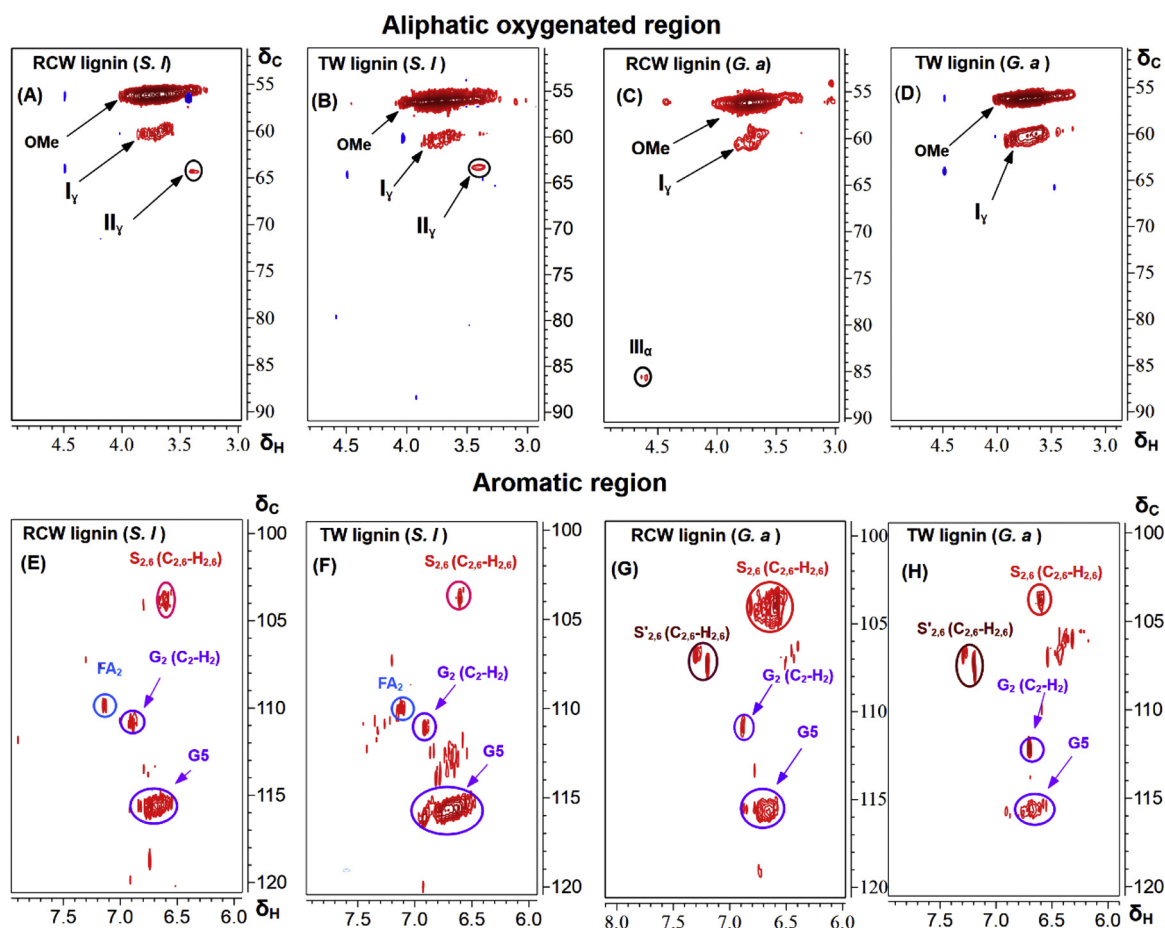 Aliphatic oxygenated region
RCW lignin (S. l)
(A)
OMe
Iγ
IIγ
4.5 4.0 3.5 3.0
δH
δC
55
60
65
70
75
80
85
90
TW lignin (S. l)
(B)
OMe
Iγ
IIγ
4.5 4.0 3.5 3.0
55
60
65
70
75
80
85
90
RCW lignin (G. a)
(C)
OMe
Iγ
IIIα
4.5 4.0 3.5 3.0
55
60
65
70
75
80
85
90
TW lignin (G. a)
(D)
OMe
Iγ
4.5 4.0 3.5 3.0
δH
δC
55
60
65
70
75
80
85
90
Aromatic region
RCW lignin (S. l)
(E)
S2,6 (C2,6-H2,6)
FA2
G2 (C2-H2)
G5
7.0 6.5 6.0
δH
δC
100
105
110
115
120
TW lignin (S. l)
(F)
S2,6 (C2,6-H2,6)
FA2
G2 (C2-H2)
G5
7.5 7.0 6.5 6.0
100
105
110
115
120
RCW lignin (G. a)
(G)
S2,6 (C2,6-H2,6)
S'2,6 (C2,6-H2,6)
G2 (C2-H2)
G5
8.0 7.5 7.0 6.5 6.0
100
105
110
115
120
TW lignin (G. a)
(H)
S2,6 (C2,6-H2,6)
S'2,6 (C2,6-H2,6)
G2 (C2-H2)
G5
7.5 7.0 6.5 6.0
δH
δC
100
105
110
115
120